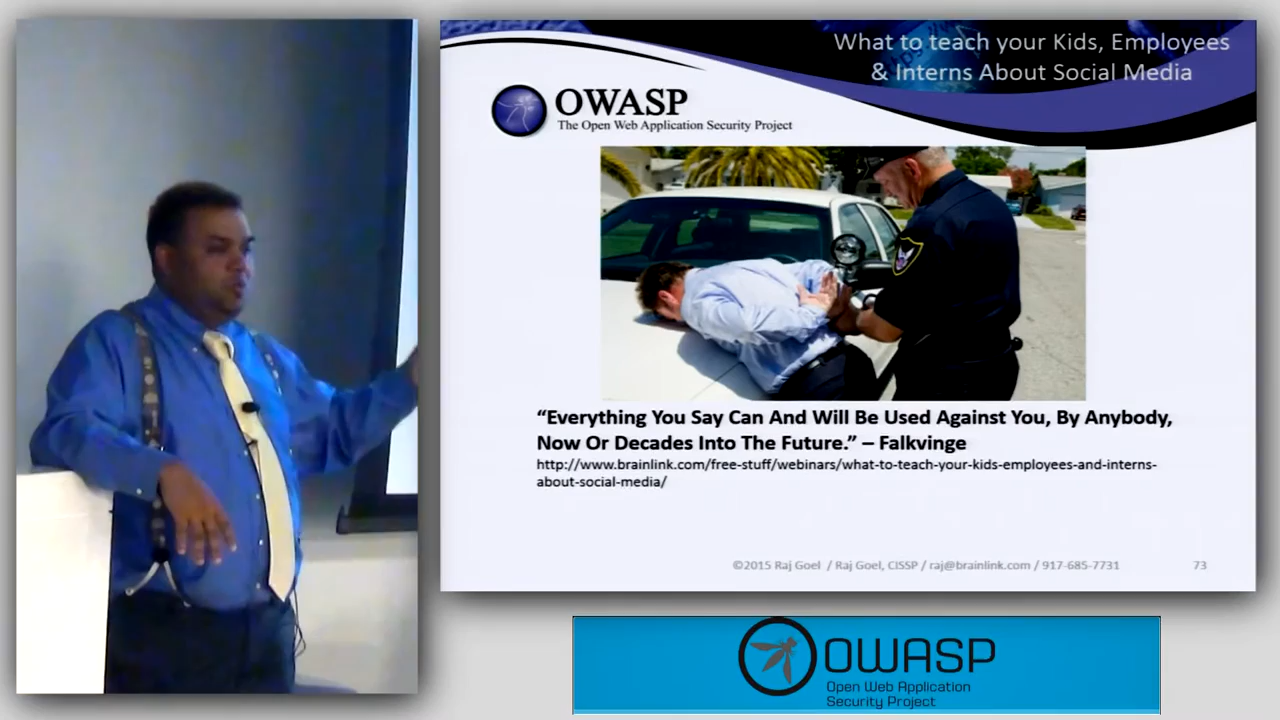 What to teach your Kids, Employees
& Interns About Social Media
OWASP
The Open Web Application Security Project
“Everything You Say Can And Will Be Used Against You, By Anybody,
Now Or Decades Into The Future.” – Falkvinge
http://www.brainlink.com/free-stuff/webinars/what-to-teach-your-kids-employees-and-interns-
about-social-media/
©2015 Raj Goel / Raj Goel, CISSP / raj@brainlink.com / 917-685-7731 73
OWASP
Open Web Application
Security Project